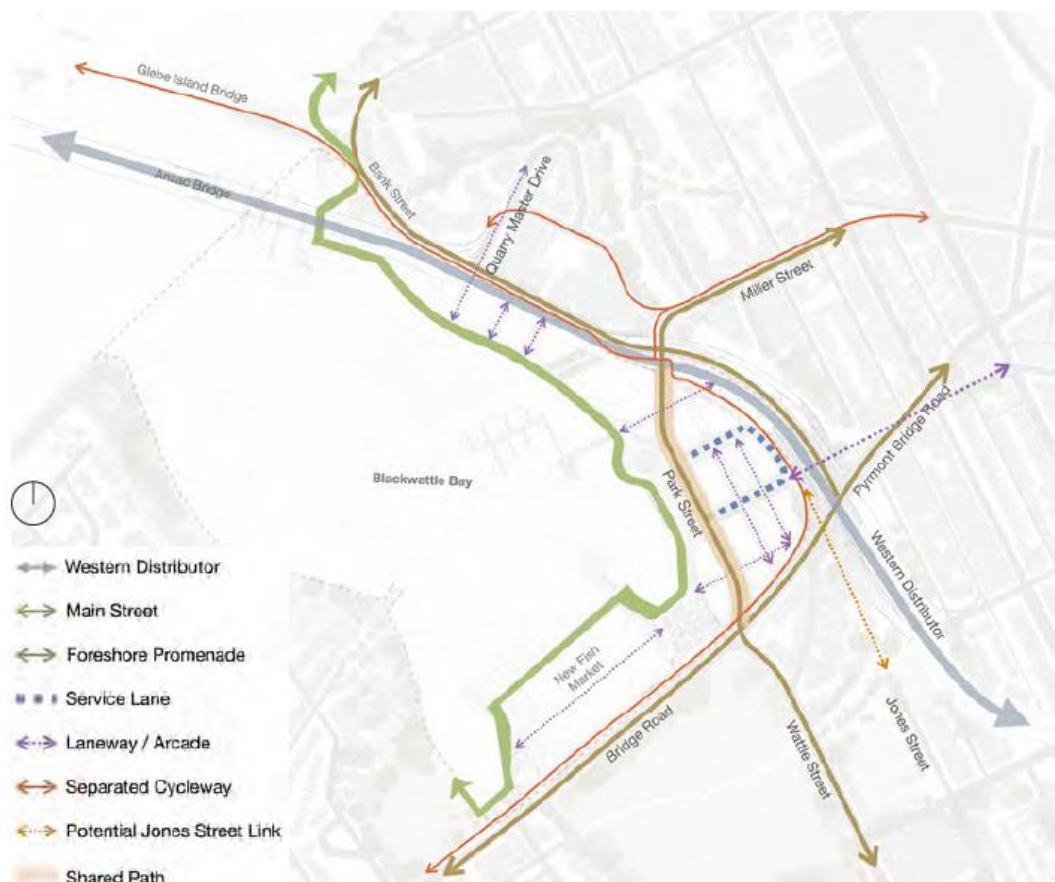 Glebe Island Bridge
Anzac Bridge
Bank Street
Quarry Master Drive
Miller Street
Pyrmont Bridge Road
Blackwattle Bay
Park Street
Western Distributor
New Fish
Market
Bridge Road
Wattle Street
Jones Street
Western Distributor
Main Street
Foreshore Promenade
Service Lane
Laneway / Arcade
Separated Cycleway
Potential Jones Street Link
Shared Path